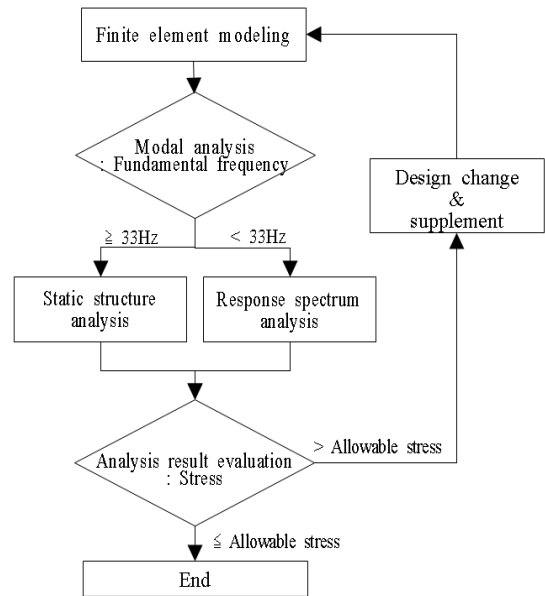 Finite element modeling
Modal analysis
: Fundamental frequency
≧ 33Hz
< 33Hz
Static structure
analysis
Response spectrum
analysis
Design change
&
supplement
Analysis result evaluation
: Stress
> Allowable stress
≦ Allowable stress
End